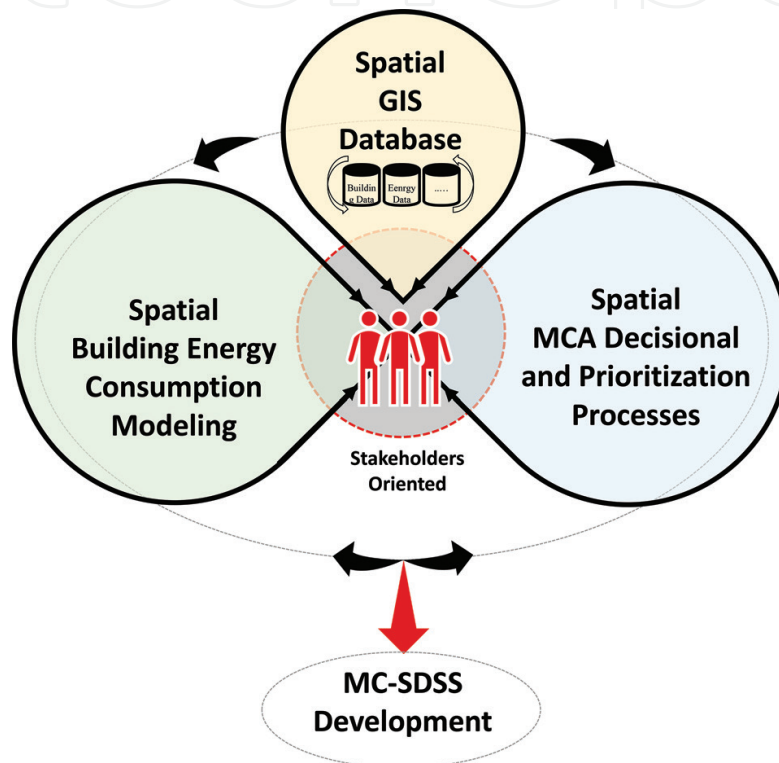 Spatial
GIS
Database
Buildin
g Data
Eenrgy
Data
.....
Spatial
Building Energy
Consumption
Modeling
Spatial
MCA Decisional
and Prioritization
Processes
Stakeholders
Oriented
MC-SDSS
Development